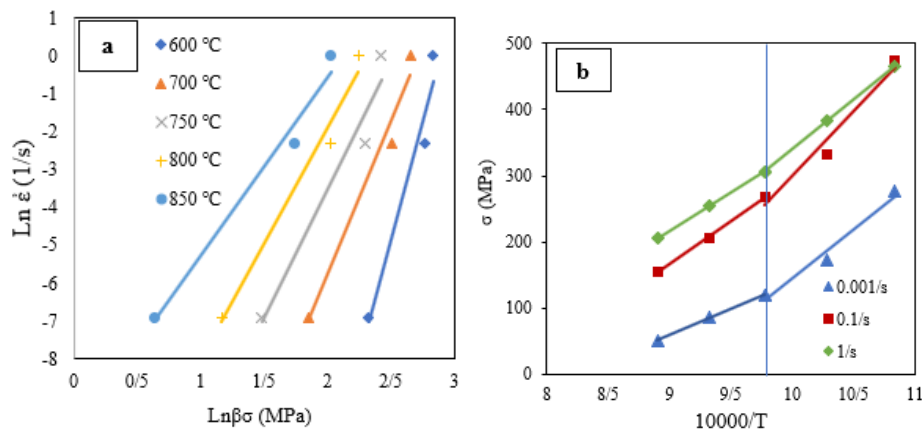 a
1
0
-1
-2
-3
-4
-5
-6
-7
-8
Ln ε̇ (1/s)
600 °C
700 °C
750 °C
800 °C
850 °C
0
0/5
1
1/5
2
2/5
3
Lnβσ (MPa)
b
500
400
300
200
100
0
σ (MPa)
0.001/s
0.1/s
1/s
8
8/5
9
9/5
10
10/5
11
10000/T